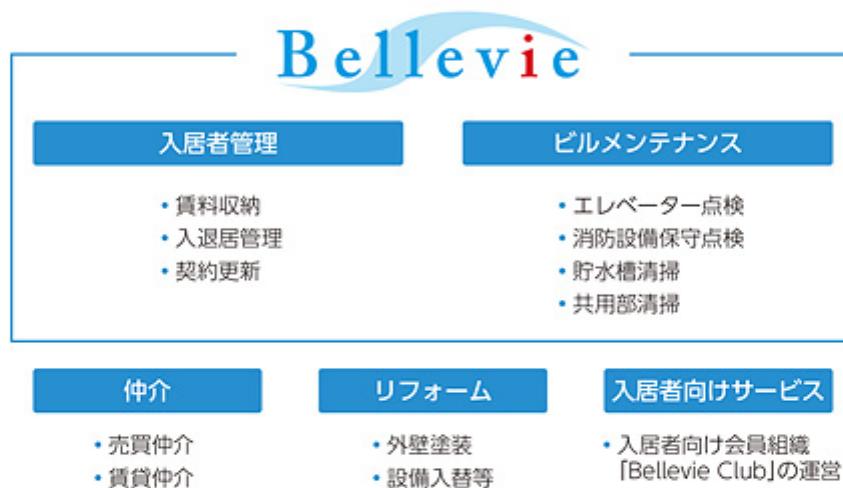 Bellevie
入居者管理
・賃料収納
・入退居管理
・契約更新
ビルメンテナンス
・エレベーター点検
・消防設備保守点検
・貯水槽清掃
・共用部清掃
仲介
・売買仲介
・賃貸仲介
リフォーム
・外壁塗装
・設備入替等
入居者向けサービス
・入居者向け会員組織
「Bellevie Club」の運営